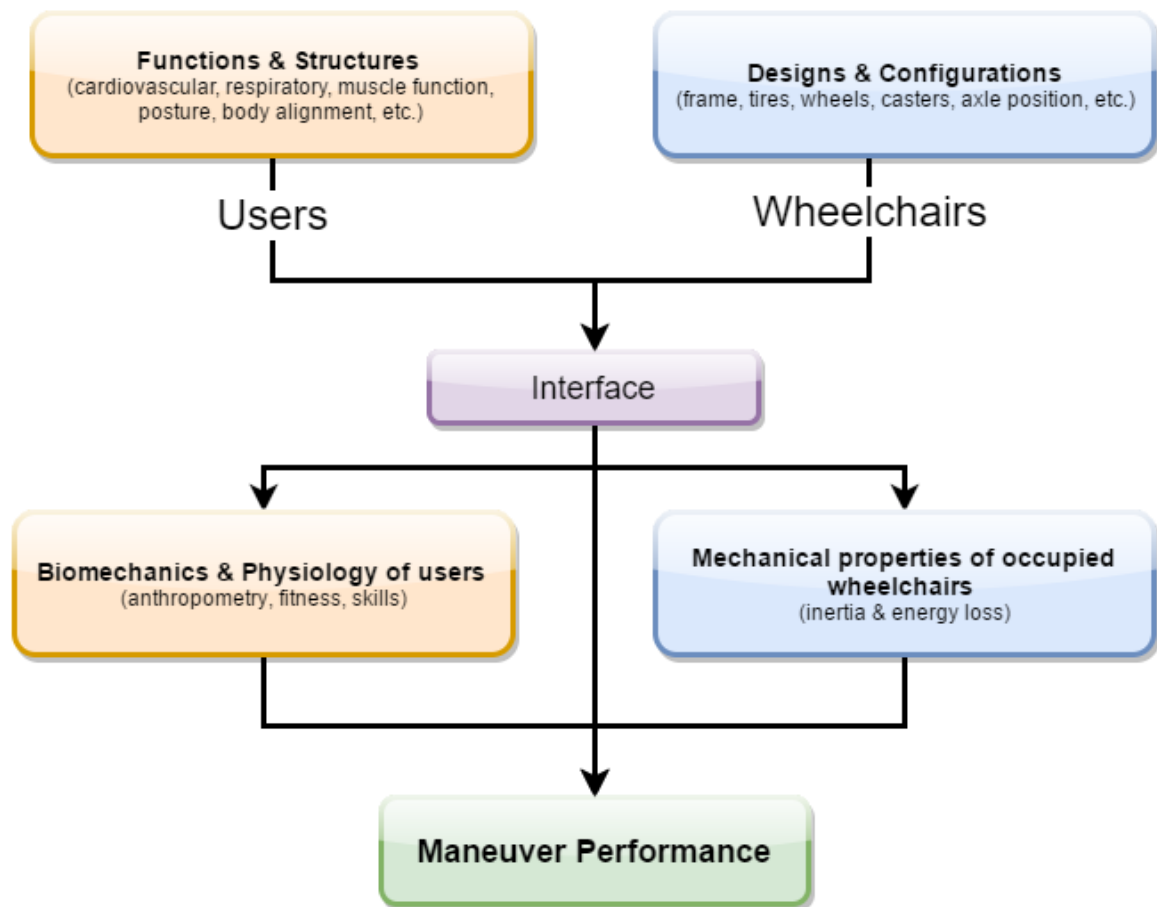 Functions & Structures
(cardiovascular, respiratory, muscle function,
posture, body alignment, etc.)
Designs & Configurations
(frame, tires, wheels, casters, axle position, etc.)
Users
Wheelchairs
Interface
Biomechanics & Physiology of users
(anthropometry, fitness, skills)
Mechanical properties of occupied
wheelchairs
(inertia & energy loss)
Maneuver Performance